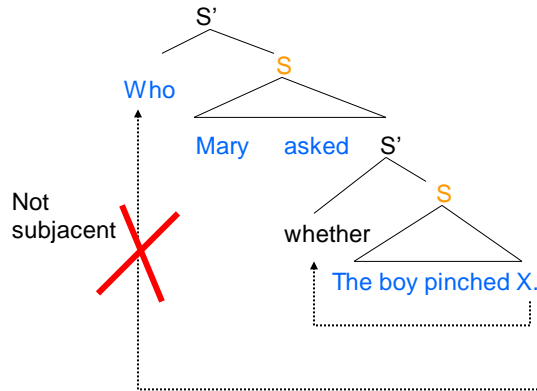 S’
S
Who
Mary asked
S’
Not
subjacent
S
whether
The boy pinched X.